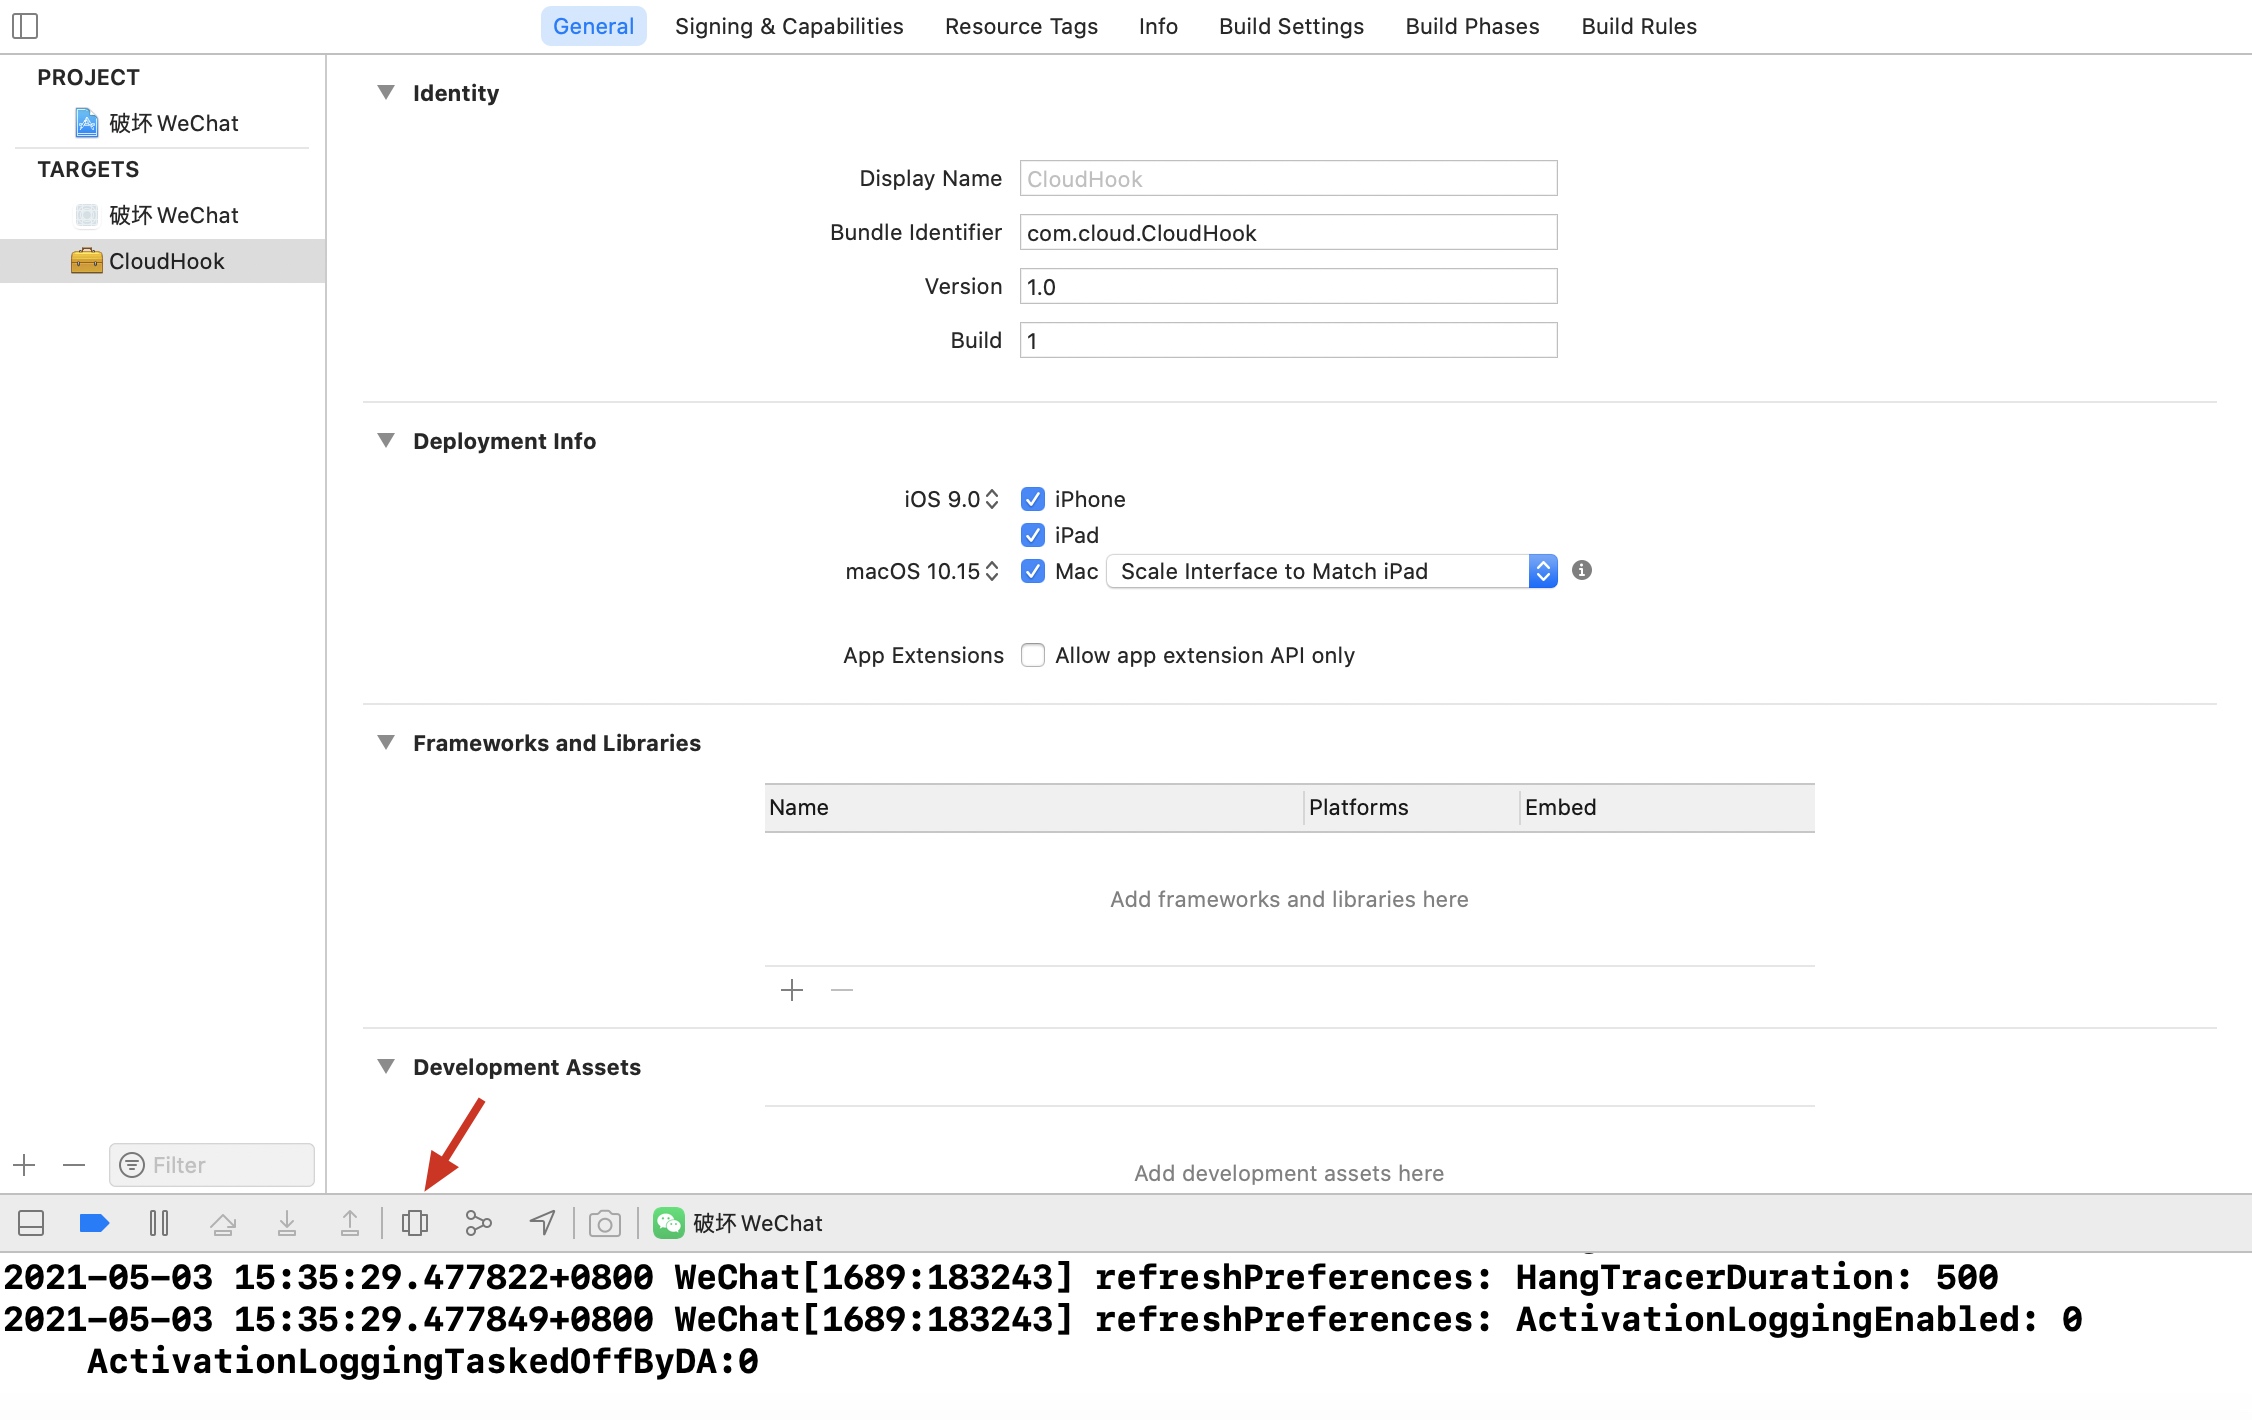 General Signing & Capabilities Resource Tags Info Build Settings Build Phases Build Rules
PROJECT
破坏 WeChat
TARGETS
破坏 WeChat
CloudHook
Identity
Display Name CloudHook
Bundle Identifier com.cloud.CloudHook
Version 1.0
Build 1
Deployment Info
iOS 9.0 iPhone
iPad
macOS 10.15 Mac Scale Interface to Match iPad
App Extensions Allow app extension API only
Frameworks and Libraries
Name Platforms Embed
Add frameworks and libraries here
Development Assets
Add development assets here
Filter
破坏 WeChat
2021-05-03 15:35:29.477822+0800 WeChat[1689:183243] refreshPreferences: HangTracerDuration: 500
2021-05-03 15:35:29.477849+0800 WeChat[1689:183243] refreshPreferences: ActivationLoggingEnabled: 0
ActivationLoggingTaskedOffByDA:0